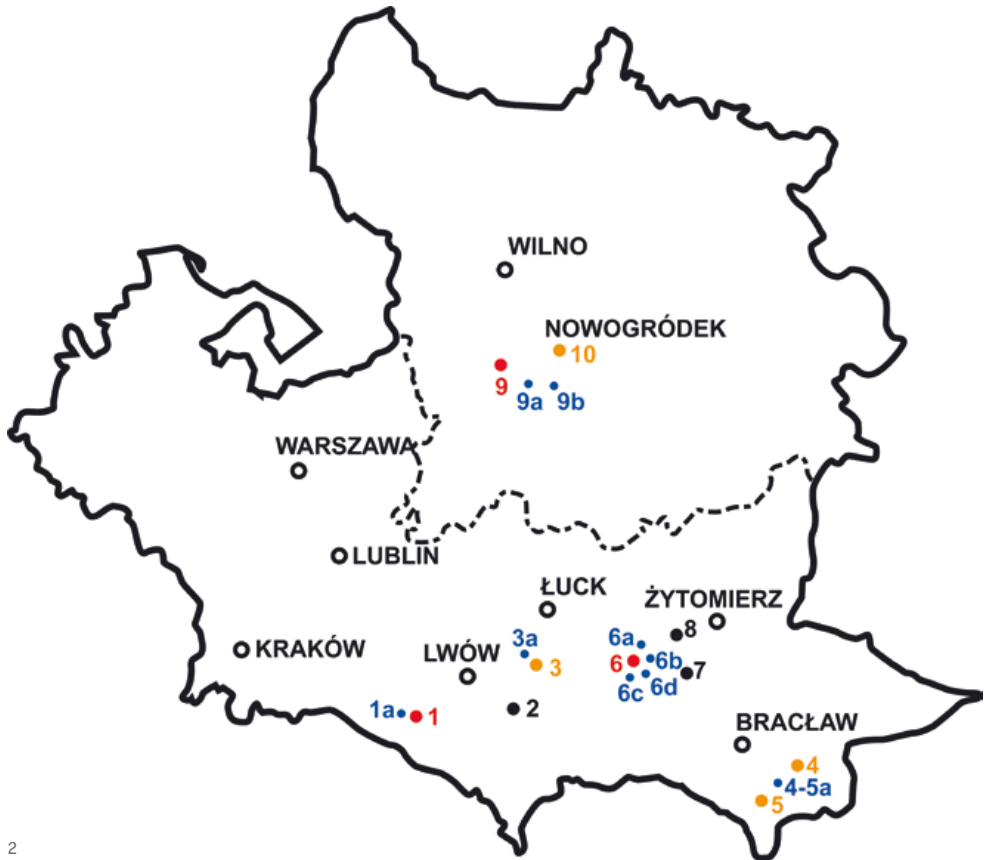 WILNO
NOWOGRÓDEK
10
9
9a
9b
WARSZAWA
LUBLIN
ŁUCK
ŻYTOMIERZ
8
3a
6a
KRAKÓW
LWÓW
3
6
6b
7
6c
6d
1a
1
2
BRACŁAW
4
4-5a
5
2